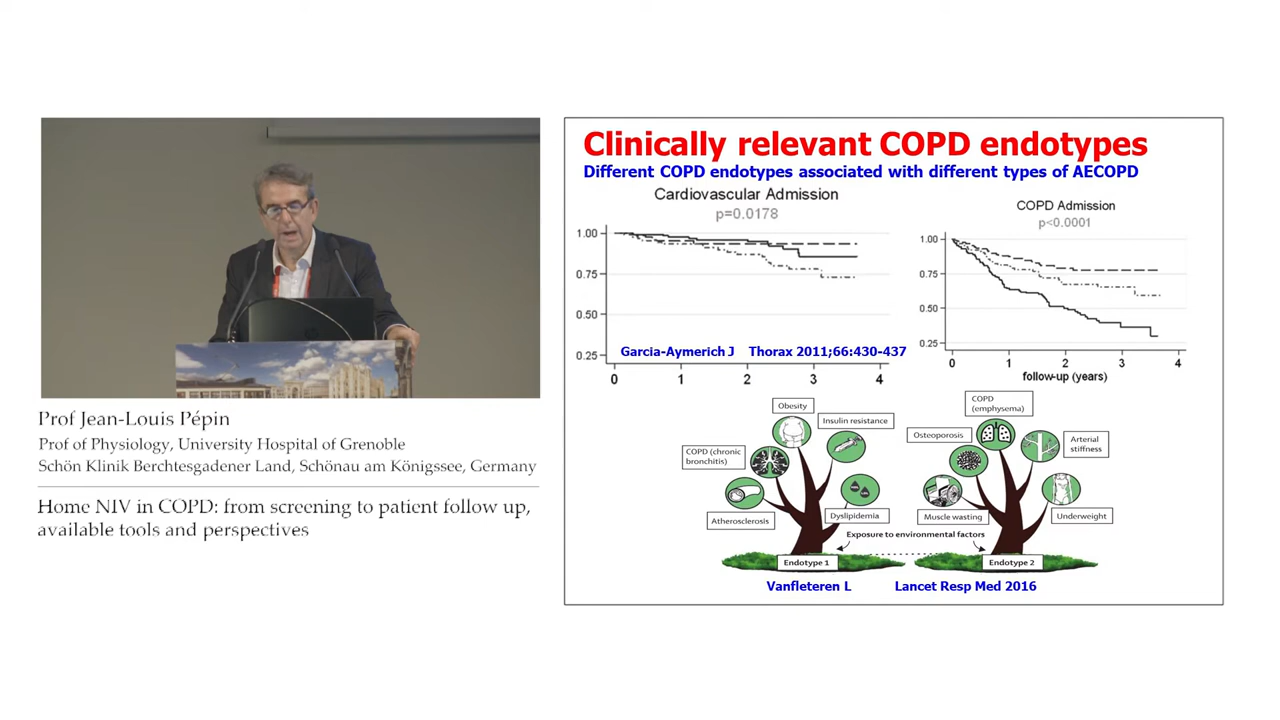 Prof Jean-Louis Pépin
Prof of Physiology, University Hospital of Grenoble
Schön Klinik Berchtesgadener Land, Schönau am Königssee, Germany
Home NIV in COPD: from screening to patient follow up,
available tools and perspectives
Clinically relevant COPD endotypes
Different COPD endotypes associated with different types of AECOPD
Cardiovascular Admission
p=0.0178
1.00
0.75
0.50
0.25
0 1 2 3 4
Garcia-Aymerich J Thorax 2011;66:430-437
COPD Admission
p<0.0001
1.00
0.75
0.50
0.25
0 1 2 3 4
follow-up (years)
Obesity
Insulin resistance
COPD (chronic
bronchitis)
Atherosclerosis
Dyslipidemia
COPD
(emphysema)
Osteoporosis
Arterial
stiffness
Muscle wasting
Underweight
Exposure to environmental factors
Endotype 1
Endotype 2
Vanfleteren L Lancet Resp Med 2016